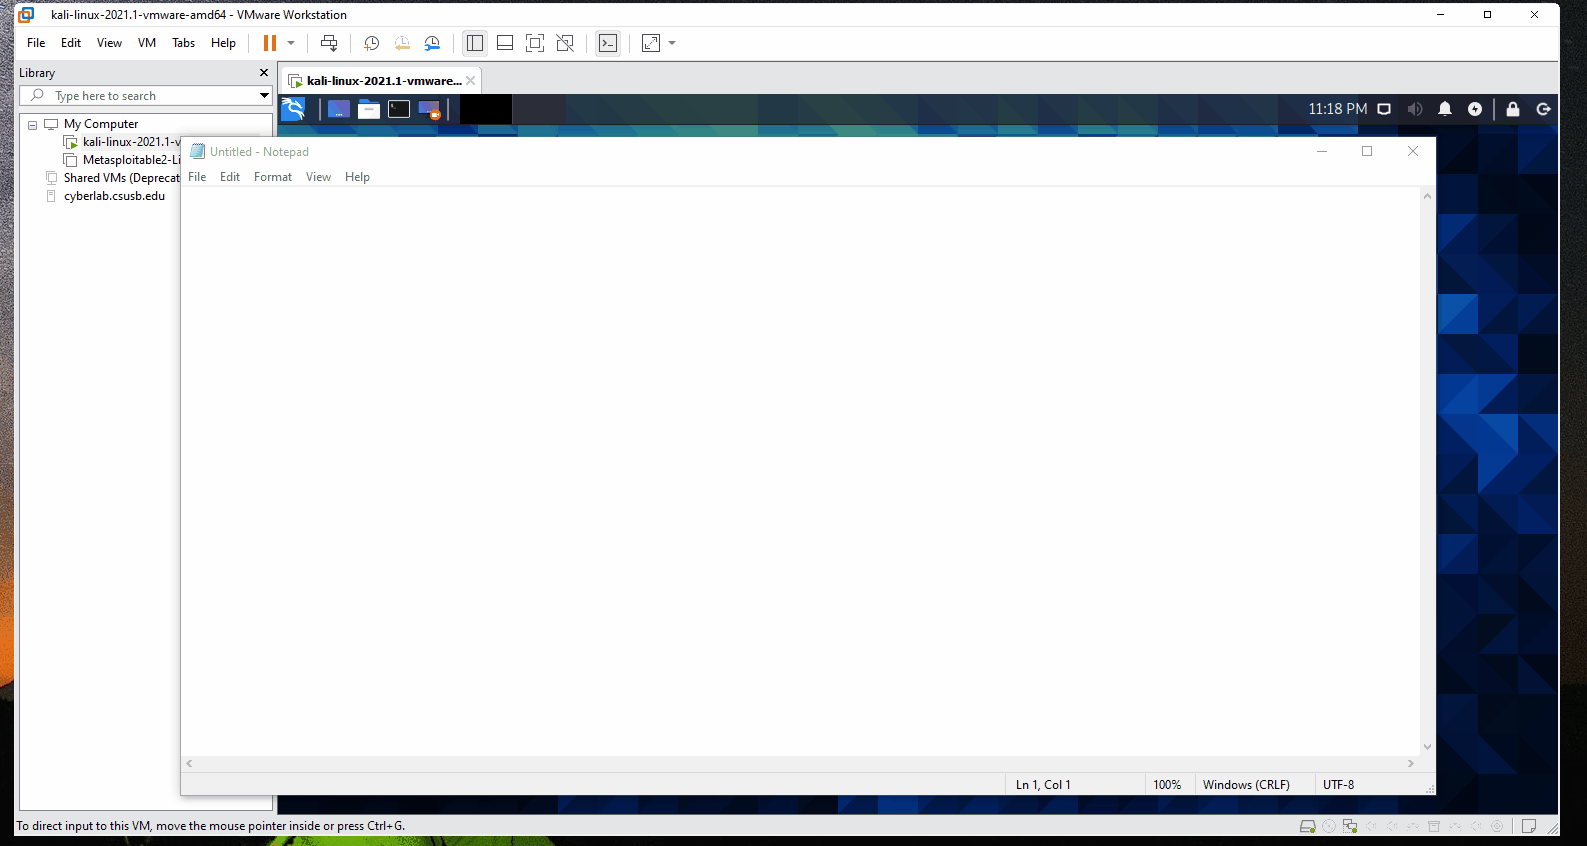 kali-linux-2021.1-vmware-amd64 - VMware Workstation
File Edit View VM Tabs Help
Library
kali-linux-2021.1-vmware...
Type here to search
11:18 PM
My Computer
kali-linux-2021.1-v
Metasploitable2-Li
Shared VMs (Deprecat
cyberlab.csusb.edu
Untitled - Notepad
File Edit Format View Help
Ln 1, Col 1 100% Windows (CRLF) UTF-8
To direct input to this VM, move the mouse pointer inside or press Ctrl+G.